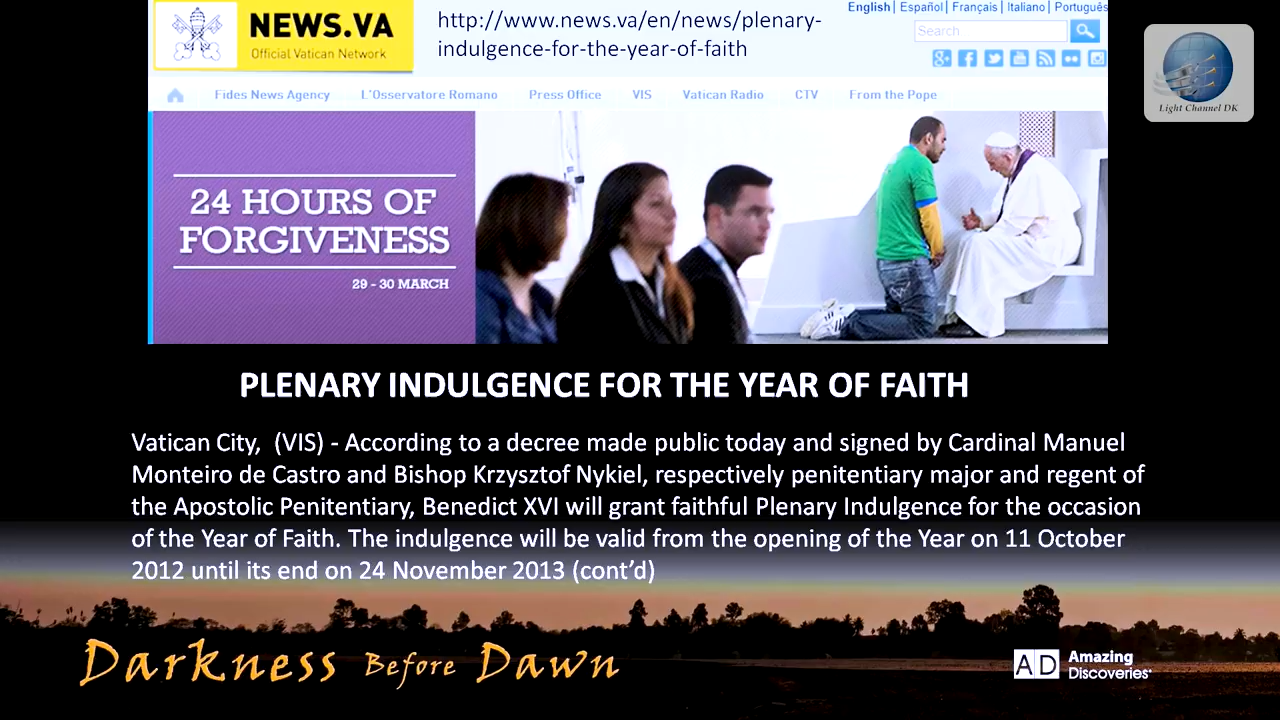 NEWS.VA
Official Vatican Network
http://www.news.va/en/news/plenary-
indulgence-for-the-year-of-faith
English | Español | Français | Italiano | Português
Search
Light Channel DK
Fides News Agency L'Osservatore Romano Press Office VIS Vatican Radio CTV From the Pope
24 HOURS OF
FORGIVENESS
29 - 30 MARCH
PLENARY INDULGENCE FOR THE YEAR OF FAITH
Vatican City, (VIS) - According to a decree made public today and signed by Cardinal Manuel
Monteiro de Castro and Bishop Krzysztof Nykiel, respectively penitentiary major and regent of
the Apostolic Penitentiary, Benedict XVI will grant faithful Plenary Indulgence for the occasion
of the Year of Faith. The indulgence will be valid from the opening of the Year on 11 October
2012 until its end on 24 November 2013 (cont’d)
Darkness Before Dawn
AD Amazing
Discoveries